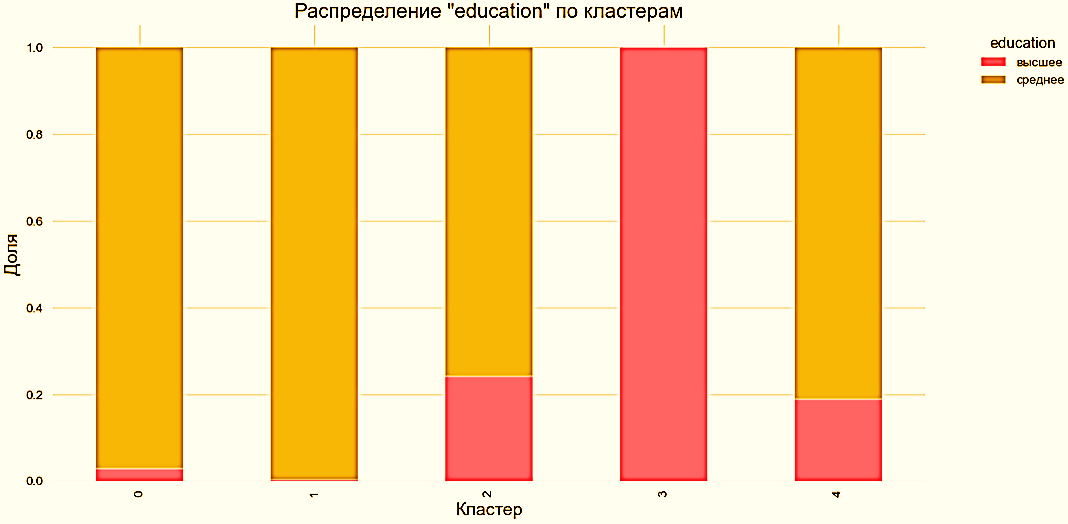 Распределение "education" по кластерам
education
высшее
среднее
Доля
1.0
0.8
0.6
0.4
0.2
0.0
0 1 2 3 4
Кластер